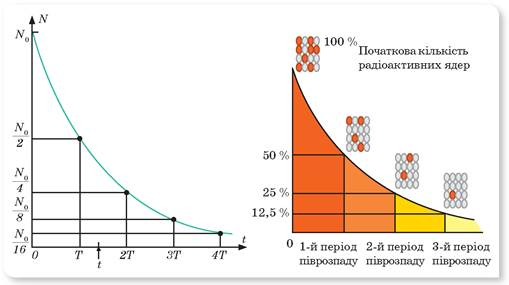 N
N₀
N₀/2
N₀/4
N₀/8
N₀/16
0 T 2T 3T 4T t
t
100 % Початкова кількість
радіоактивних ядер
50 %
25 %
12,5 %
0 1-й період 2-й період 3-й період
піврозпаду піврозпаду піврозпаду